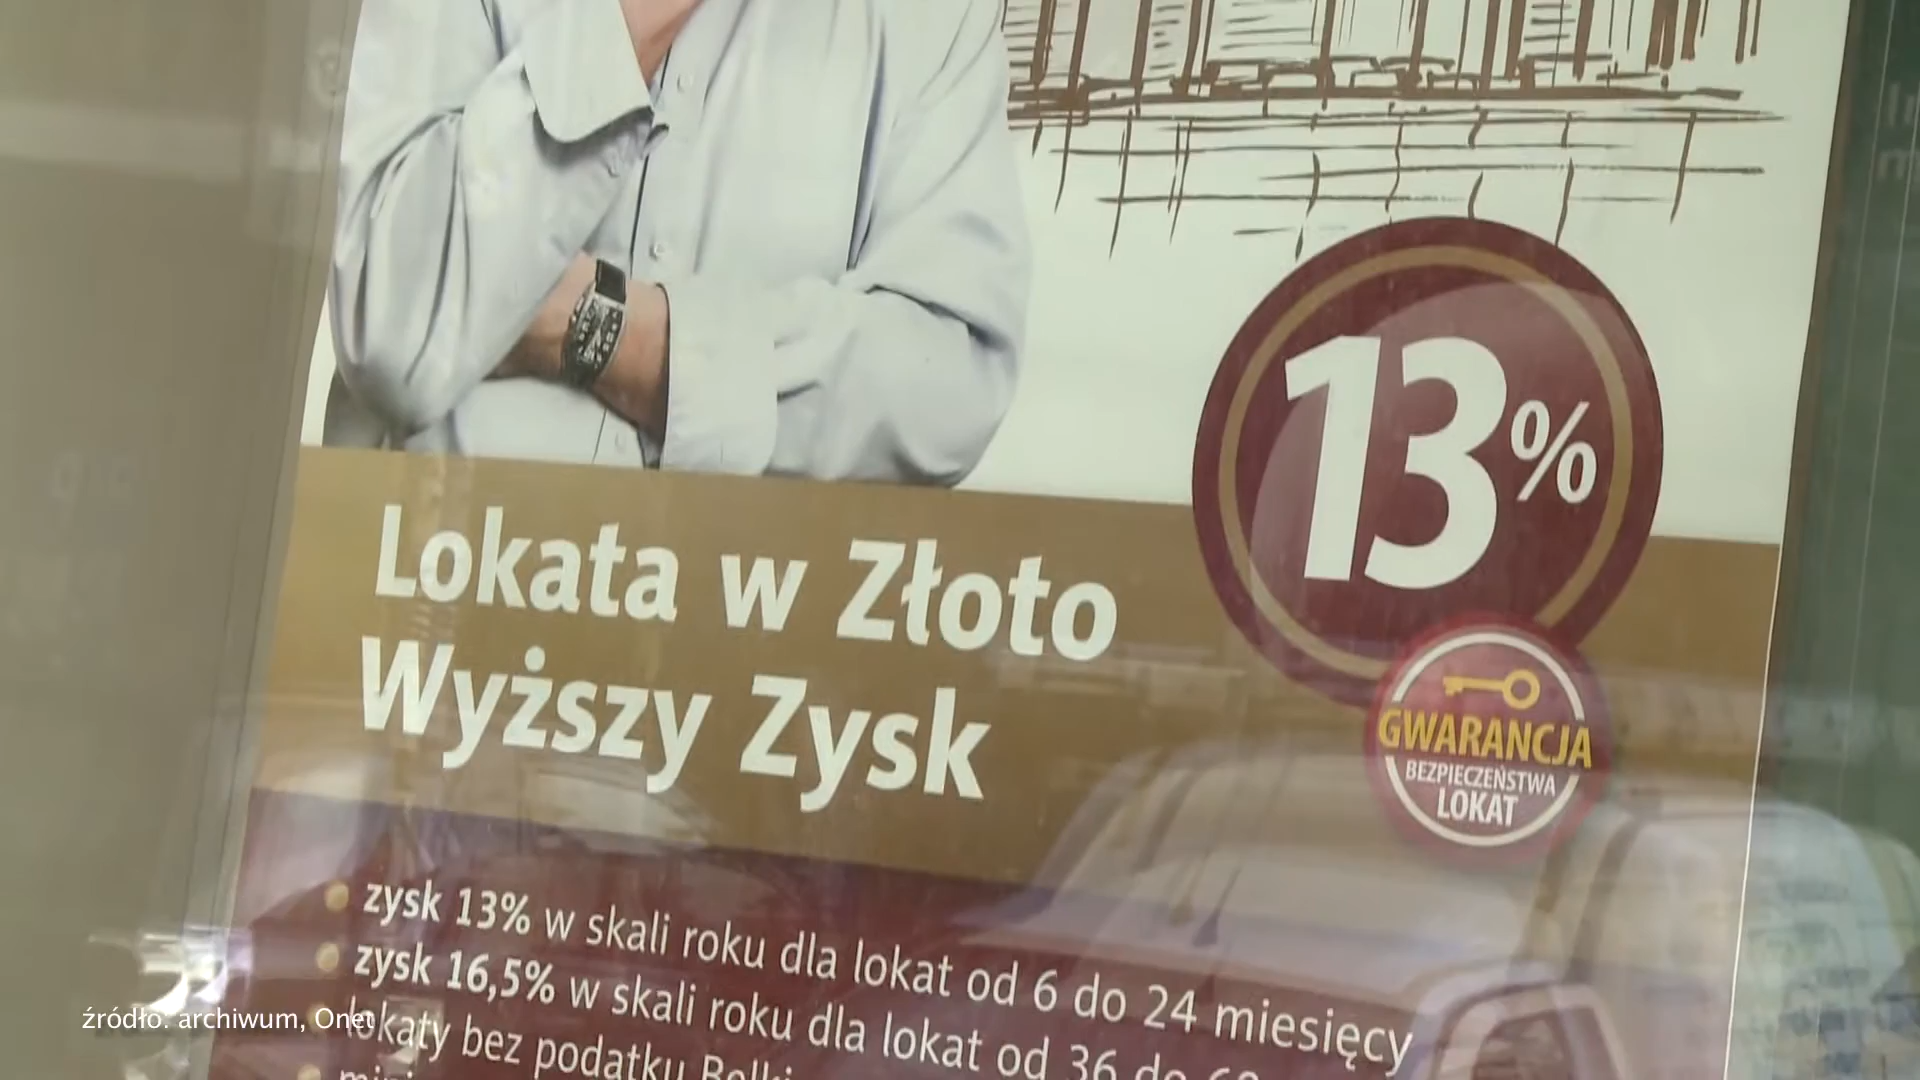 13%
Lokata w Złoto
Wyższy Zysk
GWARANCJA
BEZPIECZEŃSTWA
LOKAT
zysk 13% w skali roku dla lokat od 6 do 24 miesięcy
zysk 16,5% w skali roku dla lokat od 36 do
lokaty bez podatku Belki
źródło: archiwum, Onet